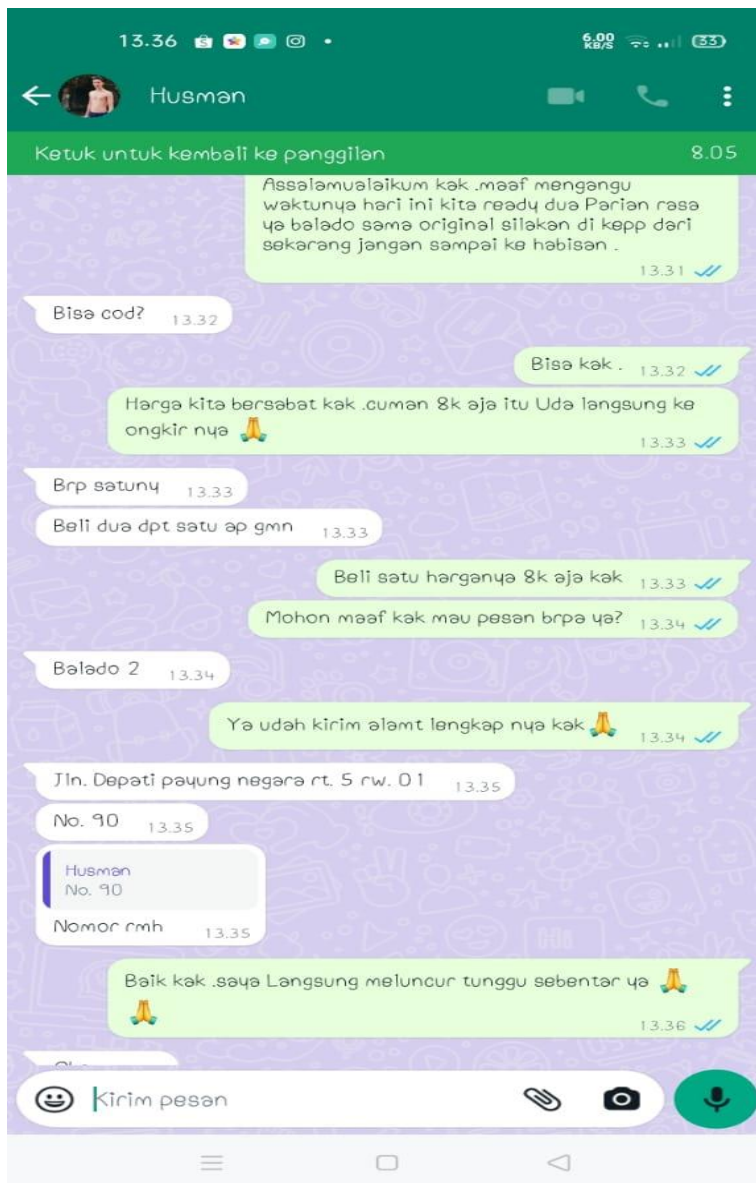 13.36
6.00
KB/S
33
Husman
Ketuk untuk kembali ke panggilan 8.05
Assalamualaikum kak .maaf mengangu
waktunya hari ini kita ready dua Parian rasa
ya balado sama original silakan di kepp dari
sekarang jangan sampai ke habisan .
13.31
Bisa cod? 13.32
Bisa kak . 13.32
Harga kita bersabat kak .cuman 8k aja itu Uda langsung ke
ongkir nya 🙏
13.33
Brp satuny 13.33
Beli dua dpt satu ap gmn 13.33
Beli satu harganya 8k aja kak 13.33
Mohon maaf kak mau pesan brpa ya? 13.34
Balado 2 13.34
Ya udah kirim alamt lengkap nya kak 🙏 13.34
Jln. Depati payung negara rt. 5 rw. 01 13.35
No. 90 13.35
Husman
No. 90
Nomor rmh 13.35
Baik kak .saya Langsung meluncur tunggu sebentar ya 🙏
🙏
13.36
Kirim pesan